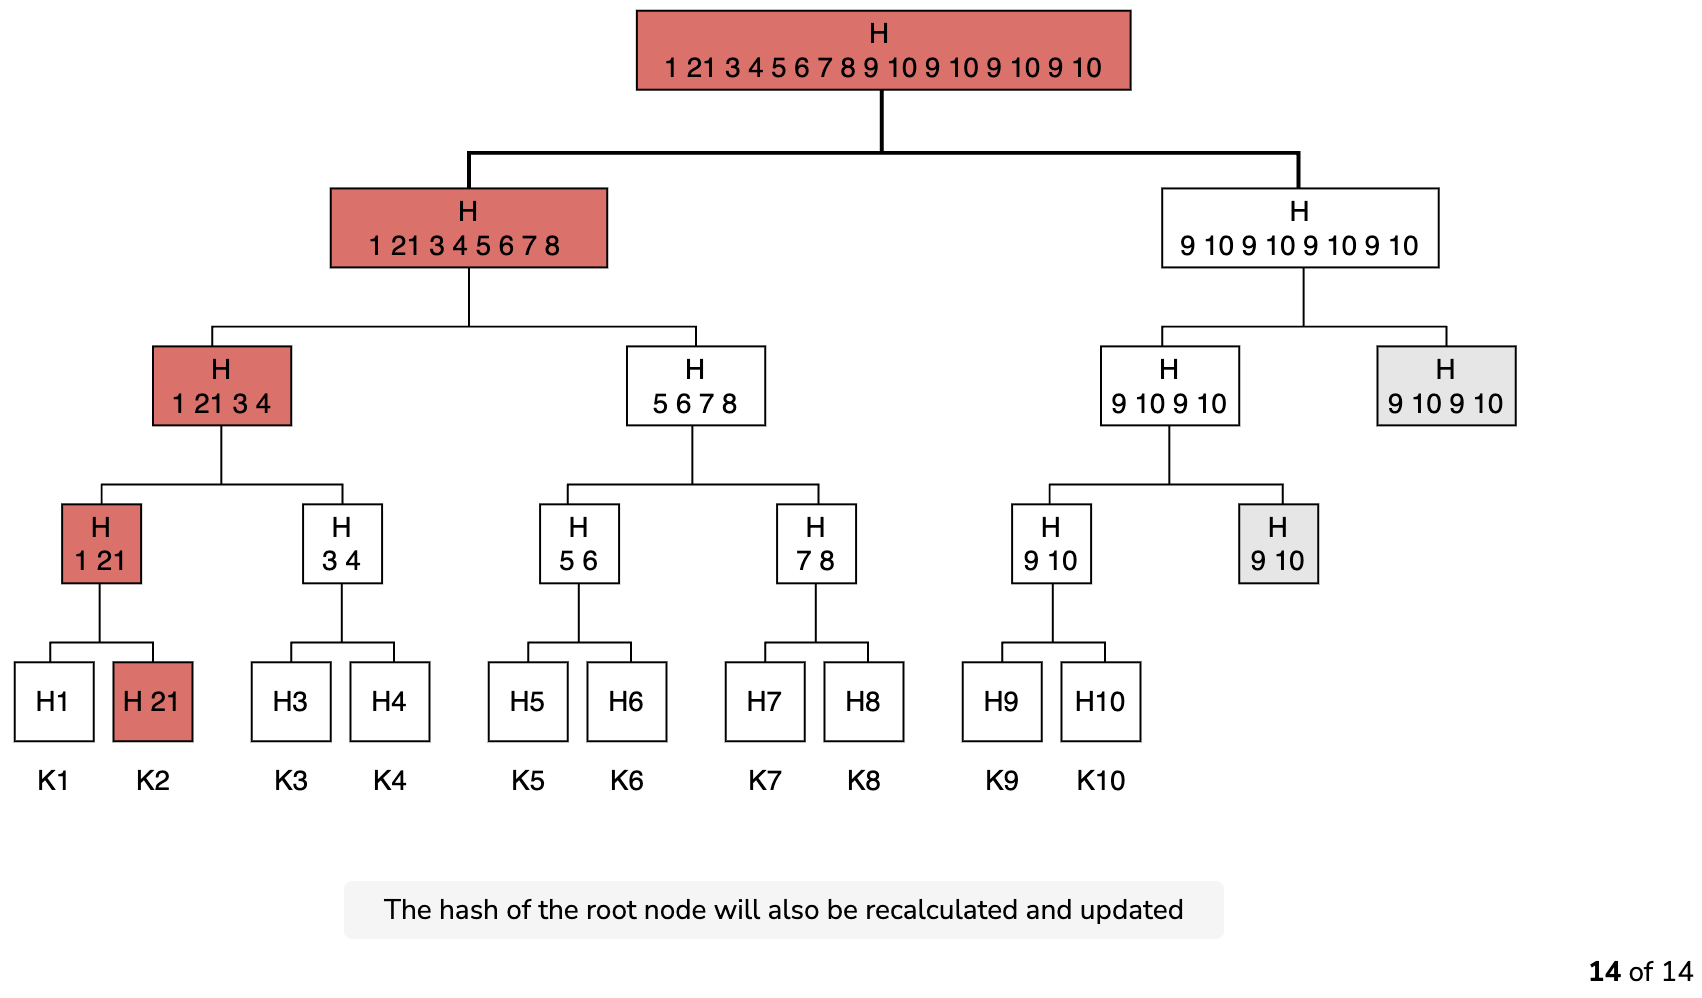 H
1 21 3 4 5 6 7 8 9 10 9 10 9 10 9 10
H
1 21 3 4 5 6 7 8
H
9 10 9 10 9 10 9 10
H
1 21 3 4
H
5 6 7 8
H
9 10 9 10
H
9 10 9 10
H
1 21
H
3 4
H
5 6
H
7 8
H
9 10
H
9 10
H1
H 21
H3
H4
H5
H6
H7
H8
H9
H10
K1
K2
K3
K4
K5
K6
K7
K8
K9
K10
The hash of the root node will also be recalculated and updated
14 of 14